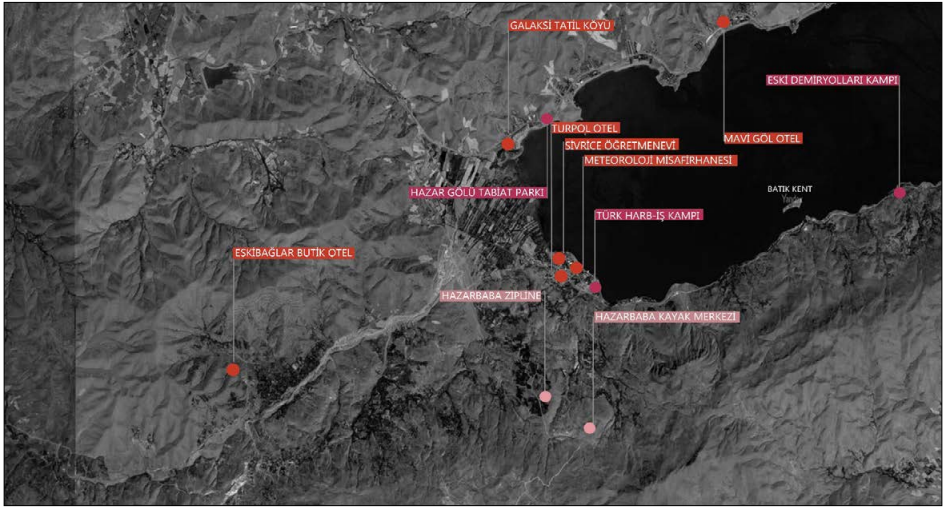 GALAKSİ TATİL KÖYÜ
ESKİ DEMİRYOLLARI KAMPI
TURPOL OTEL
MAVİ GÖL OTEL
SİVRİCE ÖĞRETMENEVİ
METEOROLOJİ MİSAFİRHANESİ
HAZAR GÖLÜ TABİAT PARKI
BATIK KENT
TÜRK HARB-İŞ KAMPI
EŞKİBAĞLAR BUTİK OTEL
HAZARBABA ZİPLİNE
HAZARBABA KAYAK MERKEZİ